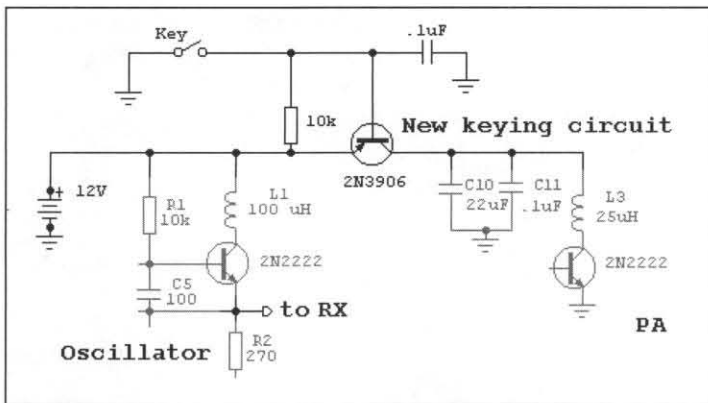 Key
.1uF
10k
New keying circuit
2N3906
12V
R1
10k
L1
100 uH
C10
22uF
C11
.1uF
L3
25uH
2N2222
2N2222
C5
100
to RX
PA
Oscillator
R2
270